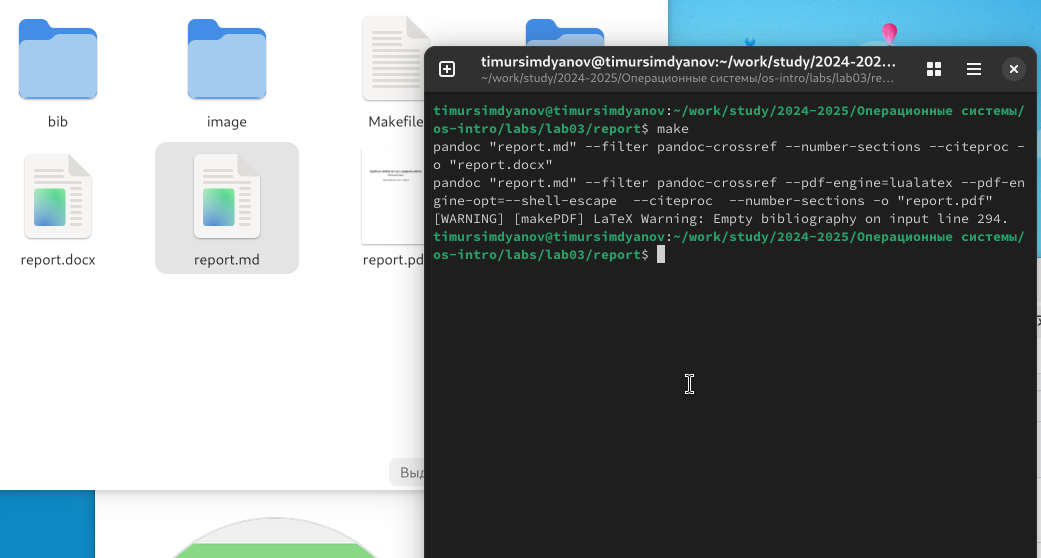 bib
image
Makefile
report.docx
report.md
report.pd
Выд
timursimdyanov@timursimdyanov:~/work/study/2024-202...
~/work/study/2024-2025/Операционные системы/os-intro/labs/lab03/re...
timursimdyanov@timursimdyanov:~/work/study/2024-2025/Операционные системы/
os-intro/labs/lab03/report$ make
pandoc "report.md" --filter pandoc-crossref --number-sections --citeproc -
o "report.docx"
pandoc "report.md" --filter pandoc-crossref --pdf-engine=lualatex --pdf-en
gine-opt=--shell-escape  --citeproc  --number-sections -o "report.pdf"
[WARNING] [makePDF] LaTeX Warning: Empty bibliography on input line 294.
timursimdyanov@timursimdyanov:~/work/study/2024-2025/Операционные системы/
os-intro/labs/lab03/report$